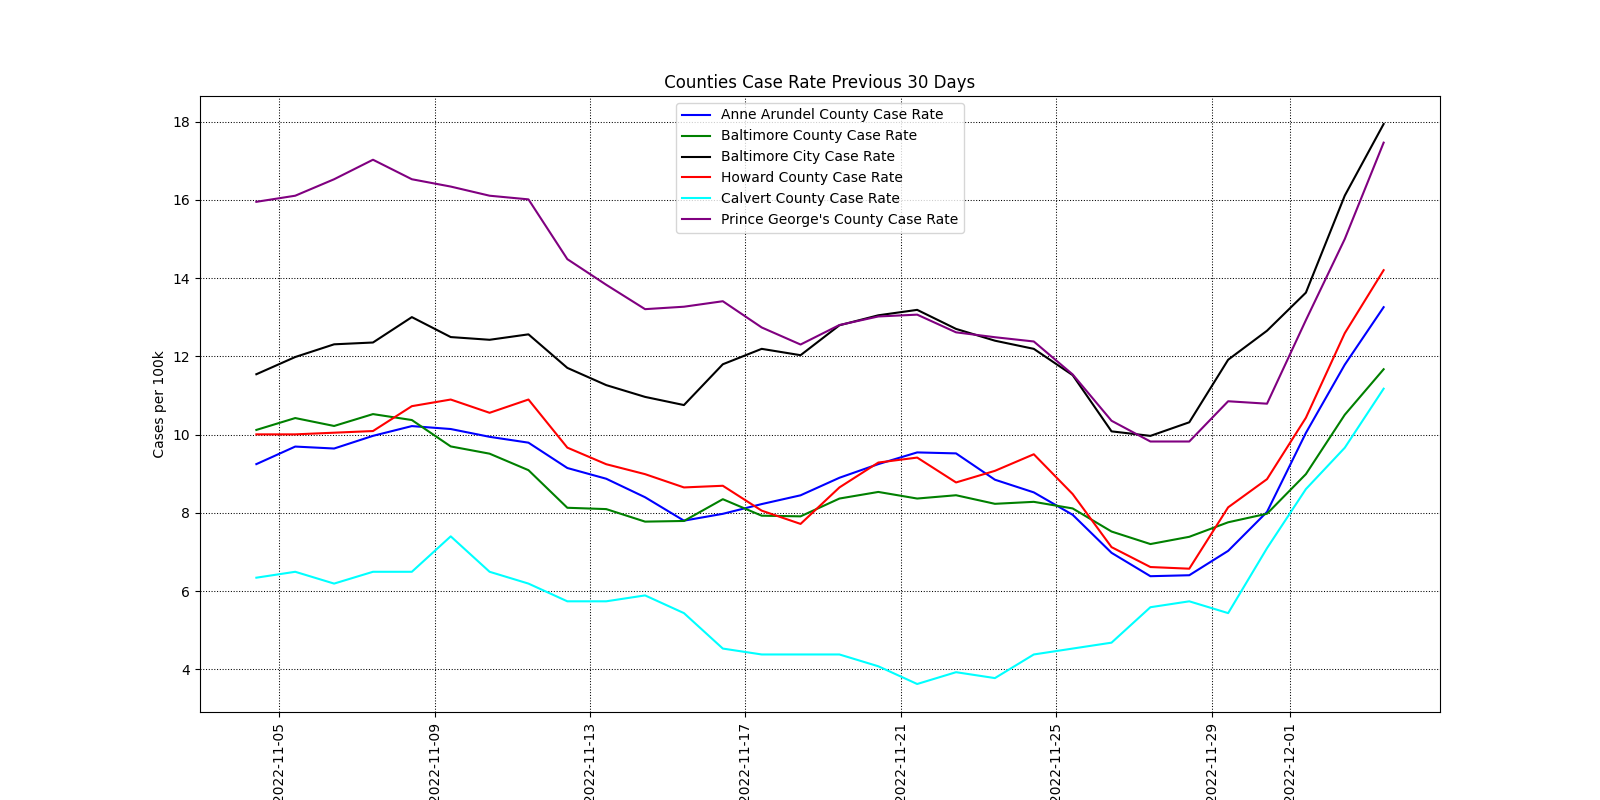 Counties Case Rate Previous 30 Days
Anne Arundel County Case Rate
Baltimore County Case Rate
Baltimore City Case Rate
Howard County Case Rate
Calvert County Case Rate
Prince George's County Case Rate
Cases per 100k
18
16
14
12
10
8
6
4
2022-11-05
2022-11-09
2022-11-13
2022-11-17
2022-11-21
2022-11-25
2022-11-29
2022-12-01